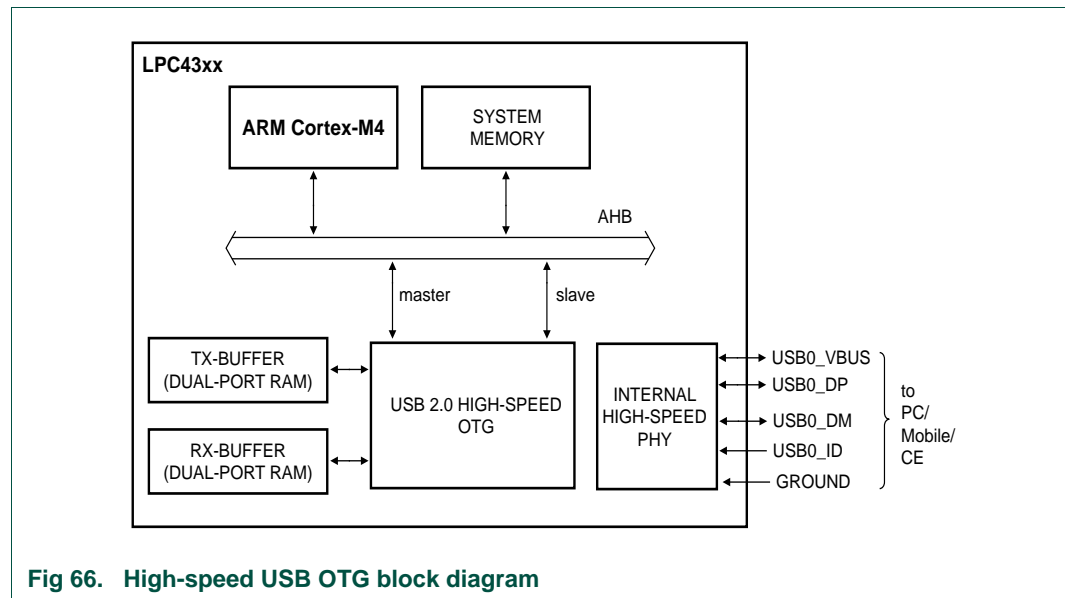 LPC43xx
ARM Cortex-M4
SYSTEM
MEMORY
AHB
master
slave
TX-BUFFER
(DUAL-PORT RAM)
RX-BUFFER
(DUAL-PORT RAM)
USB 2.0 HIGH-SPEED
OTG
INTERNAL
HIGH-SPEED
PHY
USB0_VBUS
USB0_DP
USB0_DM
USB0_ID
GROUND
to
PC/
Mobile/
CE
Fig 66. High-speed USB OTG block diagram